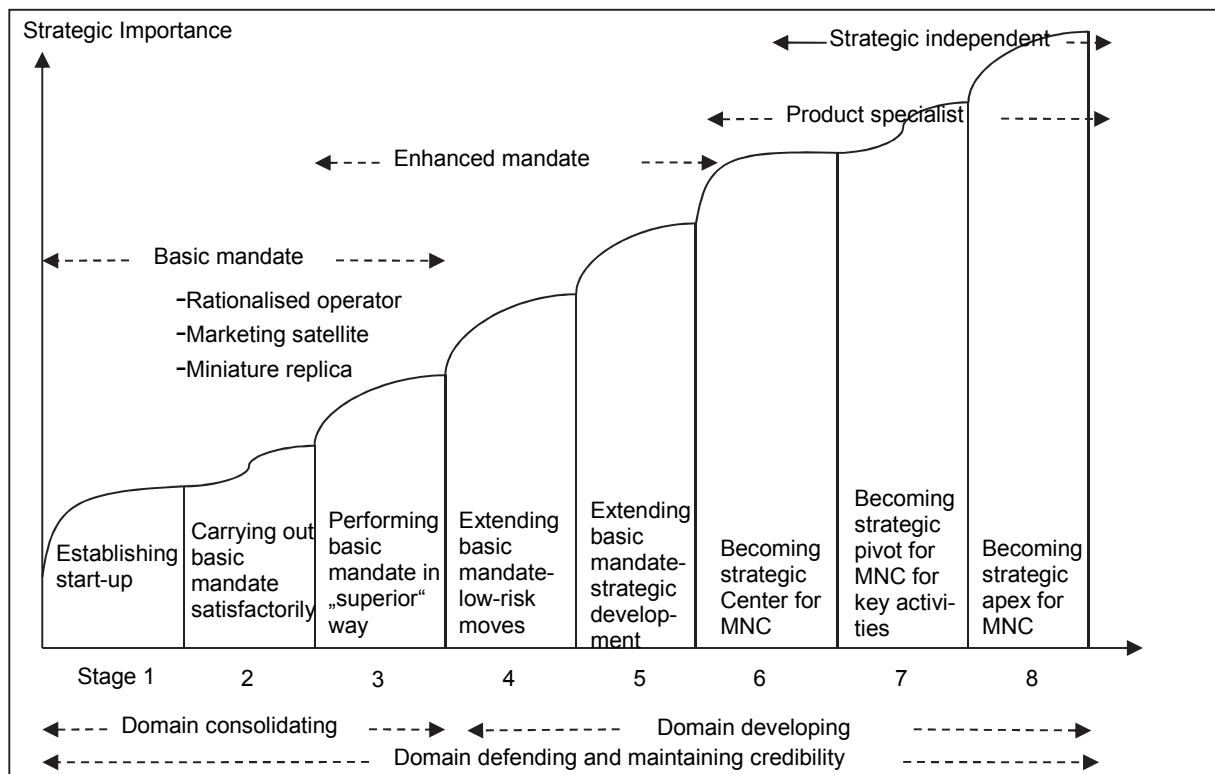 Strategic Importance
Strategic independent
Product specialist
Enhanced mandate
Basic mandate
-Rationalised operator
-Marketing satellite
-Miniature replica
Establishing
start-up
Carrying out
basic
mandate
satisfactorily
Performing
basic
mandate in
„superior“
way
Extending
basic
mandate-
low-risk
moves
Extending
basic
mandate-
strategic
develop-
ment
Becoming
strategic
Center for
MNC
Becoming
strategic
pivot for
MNC for
key activi-
ties
Becoming
strategic
apex for
MNC
Stage 1 2 3 4 5 6 7 8
Domain consolidating Domain developing
Domain defending and maintaining credibility